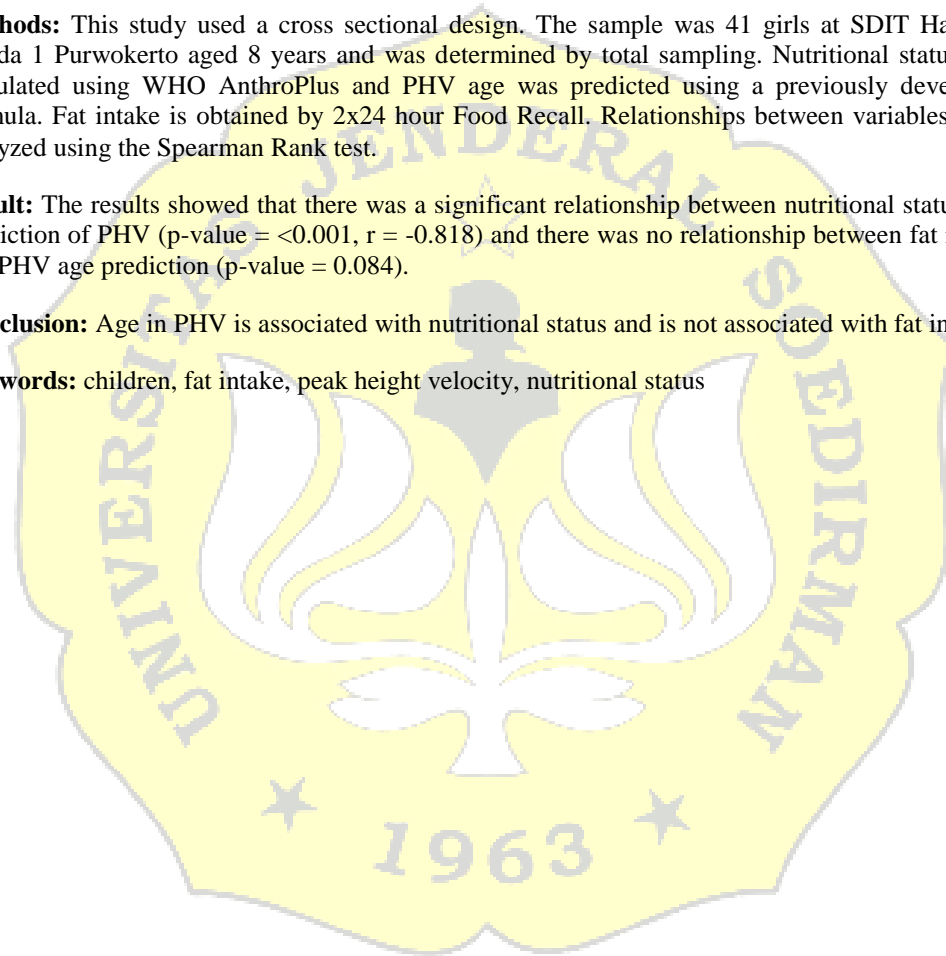 hods: This study used a cross sectional design. The sample was 41 girls at SDIT Ha
da 1 Purwokerto aged 8 years and was determined by total sampling. Nutritional statu
ulated using WHO AnthroPlus and PHV age was predicted using a previously deve
ula. Fat intake is obtained by 2x24 hour Food Recall. Relationships between variables
yzed using the Spearman Rank test.
ult: The results showed that there was a significant relationship between nutritional statu
iction of PHV (p-value = <0.001, r = -0.818) and there was no relationship between fat
PHV age prediction (p-value = 0.084).
clusion: Age in PHV is associated with nutritional status and is not associated with fat in
words: children, fat intake, peak height velocity, nutritional status
UNIVERSITAS JENDERAL SOEDIRMAN
1963